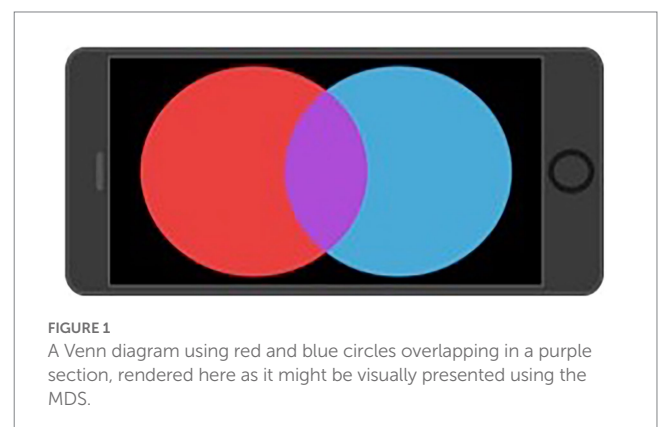 FIGURE 1
A Venn diagram using red and blue circles overlapping in a purple
section, rendered here as it might be visually presented using the
MDS.